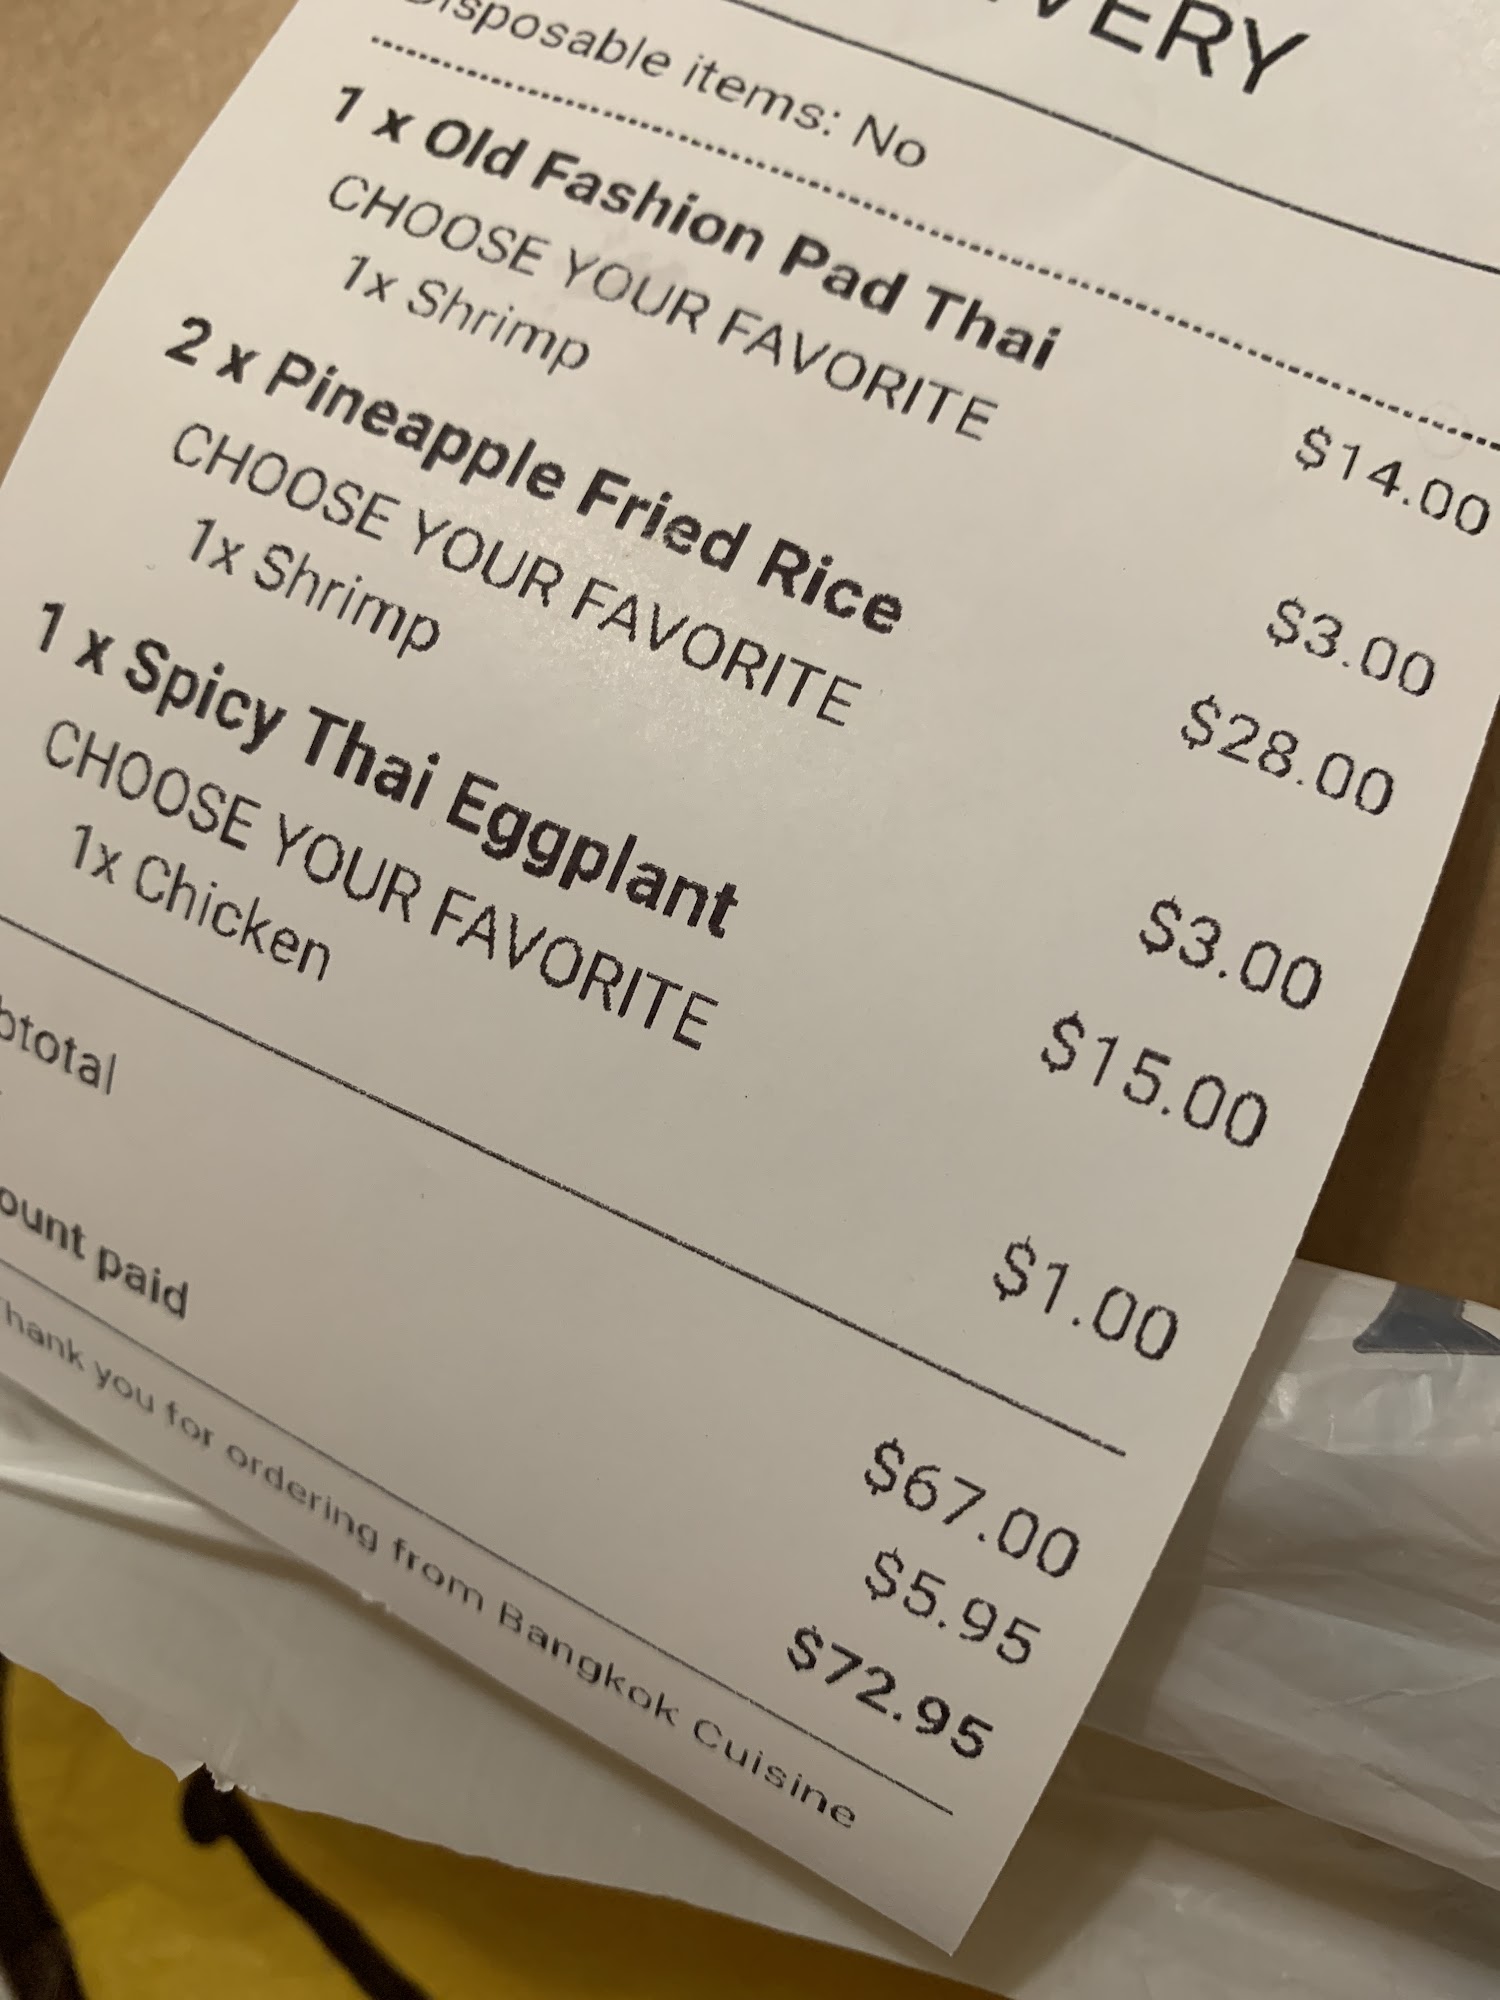 VERY
Disposable items: No
1 x Old Fashion Pad Thai $14.00
CHOOSE YOUR FAVORITE
1x Shrimp $3.00
2 x Pineapple Fried Rice $28.00
CHOOSE YOUR FAVORITE
1x Shrimp $3.00
1 x Spicy Thai Eggplant $15.00
CHOOSE YOUR FAVORITE
1x Chicken $1.00
btotal $67.00
$5.95
ount paid $72.95
Thank you for ordering from Bangkok Cuisine